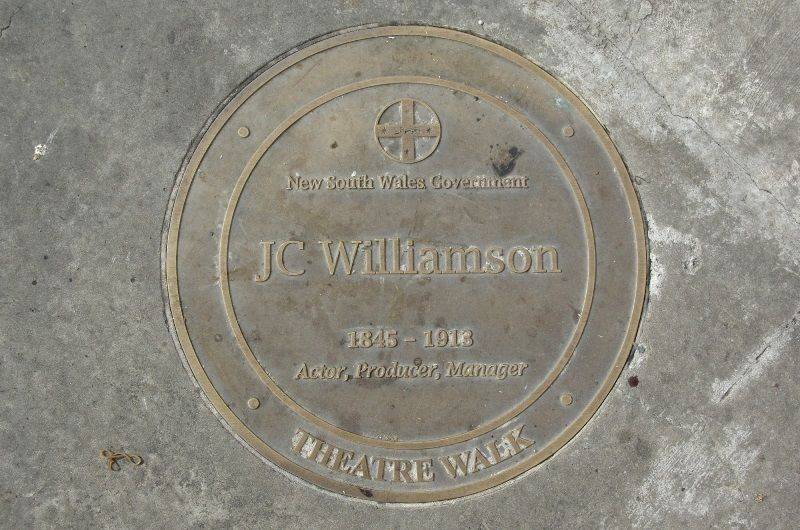 New South Wales Government
JC Williamson
1845 – 1913
Actor, Producer, Manager
THEATRE WALK